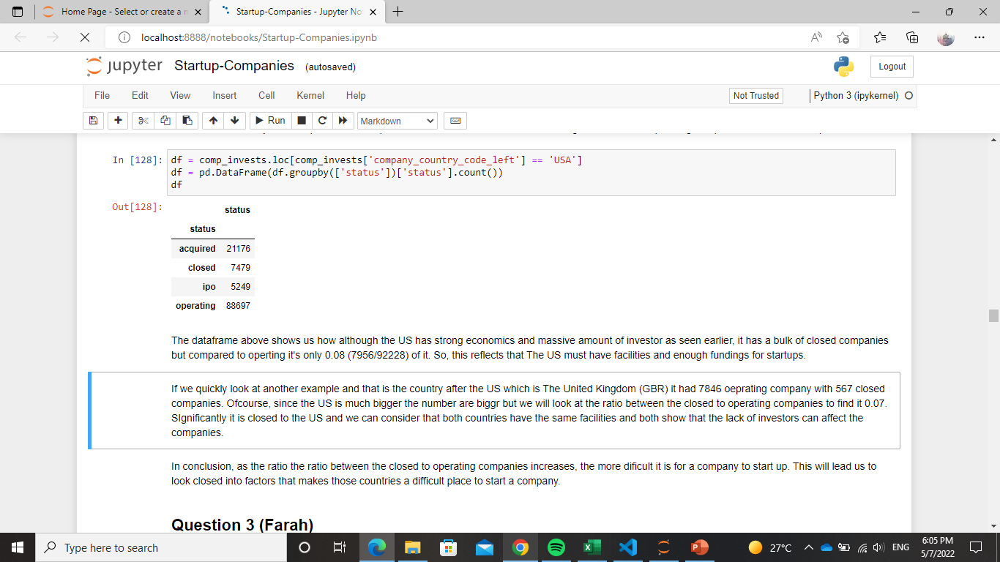 Home Page - Select or create a n
Startup-Companies - Jupyter No
localhost:8888/notebooks/Startup-Companies.ipynb
jupyter Startup-Companies (autosaved)
Logout
File Edit View Insert Cell Kernel Help
Not Trusted
Python 3 (ipykernel)
Run
Markdown
In [128]: df = comp_invests.loc[comp_invests['company_country_code_left'] == 'USA']
df = pd.DataFrame(df.groupby(['status'])['status'].count())
df
Out[128]:
status
status
acquired 21176
closed 7479
ipo 5249
operating 88697
The dataframe above shows us how although the US has strong economics and massive amount of investor as seen earlier, it has a bulk of closed companies
but compared to operting it's only 0.08 (7956/92228) of it. So, this reflects that The US must have facilities and enough fundings for startups.
If we quickly look at another example and that is the country after the US which is The United Kingdom (GBR) it had 7846 oeprating company with 567 closed
companies. Ofcourse, since the US is much bigger the number are biggr but we will look at the ratio between the closed to operating companies to find it 0.07.
SIgnificantly it is closed to the US and we can consider that both countries have the same facilities and both show that the lack of investors can affect the
companies.
In conclusion, as the ratio the ratio between the closed to operating companies increases, the more dificult it is for a company to start up. This will lead us to
look closed into factors that makes those countries a difficult place to start a company.
Question 3 (Farah)
Type here to search
27°C
ENG
6:05 PM
5/7/2022